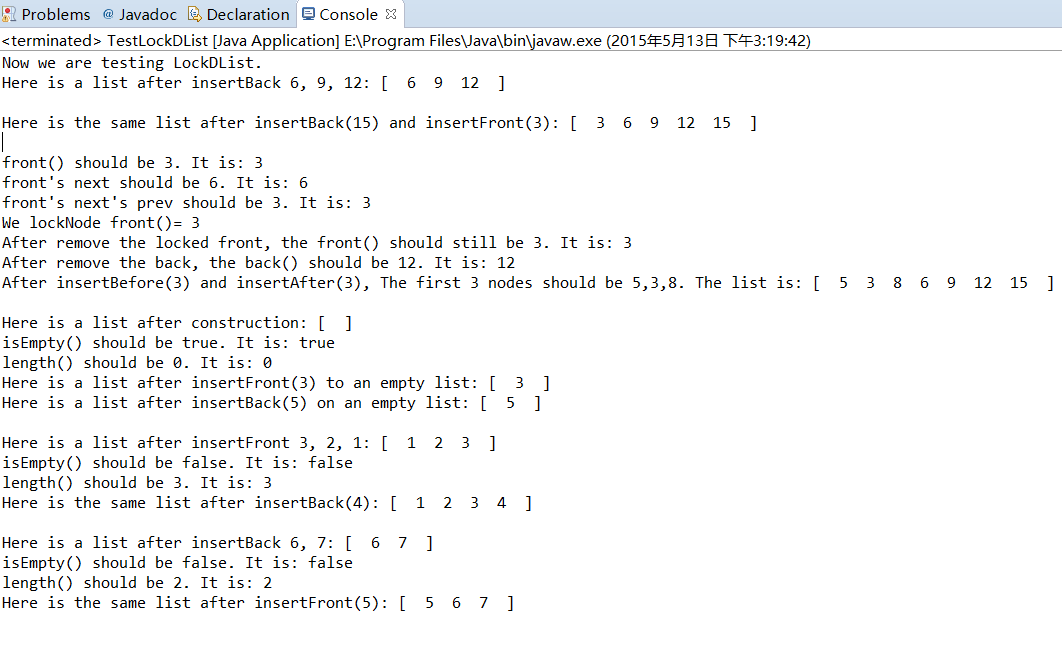 Problems @ Javadoc Declaration Console
<terminated> TestLockDList [Java Application] E:\Program Files\Java\bin\javaw.exe (2015年5月13日 下午3:19:42)
Now we are testing LockDList.
Here is a list after insertBack 6, 9, 12: [  6  9  12  ]
Here is the same list after insertBack(15) and insertFront(3): [  3  6  9  12  15  ]
front() should be 3. It is: 3
front's next should be 6. It is: 6
front's next's prev should be 3. It is: 3
We lockNode front()= 3
After remove the locked front, the front() should still be 3. It is: 3
After remove the back, the back() should be 12. It is: 12
After insertBefore(3) and insertAfter(3), The first 3 nodes should be 5,3,8. The list is: [  5  3  8  6  9  12  15  ]
Here is a list after construction: [  ]
isEmpty() should be true. It is: true
length() should be 0. It is: 0
Here is a list after insertFront(3) to an empty list: [  3  ]
Here is a list after insertBack(5) on an empty list: [  5  ]
Here is a list after insertFront 3, 2, 1: [  1  2  3  ]
isEmpty() should be false. It is: false
length() should be 3. It is: 3
Here is the same list after insertBack(4): [  1  2  3  4  ]
Here is a list after insertBack 6, 7: [  6  7  ]
isEmpty() should be false. It is: false
length() should be 2. It is: 2
Here is the same list after insertFront(5): [  5  6  7  ]